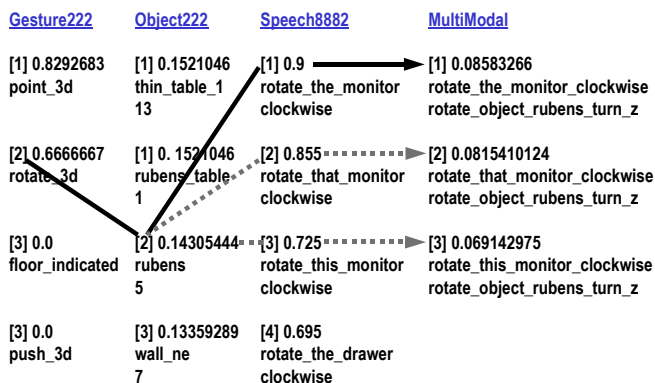 Gesture222 Object222 Speech8882 MultiModal
[1] 0.8292683 [1] 0.1521046 [1] 0.9 [1] 0.08583266
point_3d thin_table_1 rotate_the_monitor rotate_the_monitor_clockwise
13 clockwise rotate_object_rubens_turn_z
[2] 0.6666667 [1] 0. 1521046 [2] 0.855 [2] 0.0815410124
rotate_3d rubens_table rotate_that_monitor rotate_that_monitor_clockwise
1 clockwise rotate_object_rubens_turn_z
[3] 0.0 [2] 0.14305444 [3] 0.725 [3] 0.069142975
floor_indicated rubens rotate_this_monitor rotate_this_monitor_clockwise
5 clockwise rotate_object_rubens_turn_z
[3] 0.0 [3] 0.13359289 [4] 0.695
push_3d wall_ne rotate_the_drawer
7 clockwise